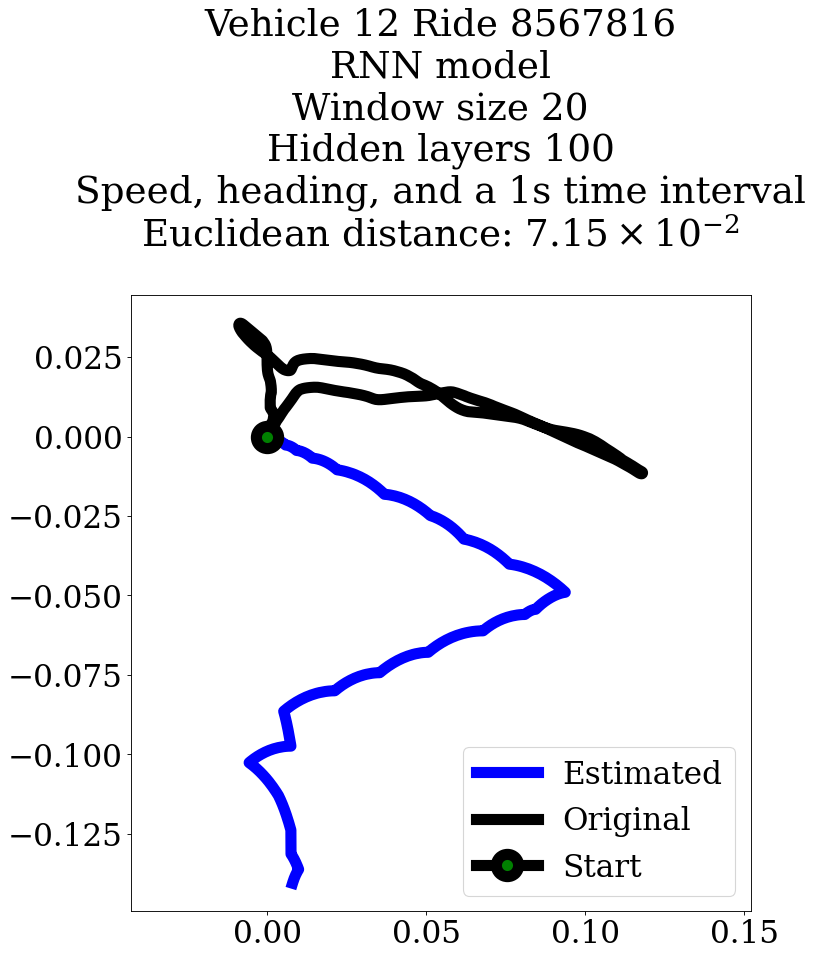 Vehicle 12 Ride 8567816
RNN model
Window size 20
Hidden layers 100
Speed, heading, and a 1s time interval
Euclidean distance: 7.15 × 10⁻²
0.025
0.000
−0.025
−0.050
−0.075
−0.100
−0.125
Estimated
Original
Start
0.00 0.05 0.10 0.15